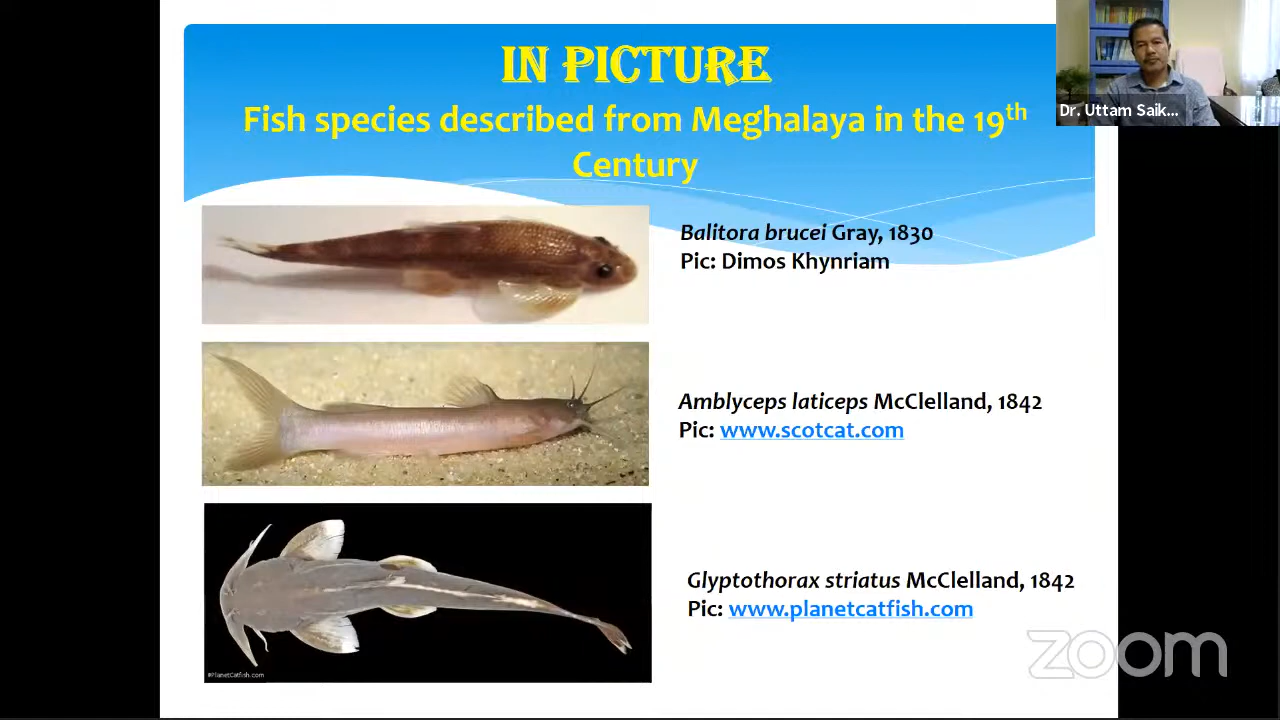 IN PICTURE
Fish species described from Meghalaya in the 19th
Century
Dr. Uttam Saik...
Balitora brucei Gray, 1830
Pic: Dimos Khynriam
Amblyceps laticeps McClelland, 1842
Pic: www.scotcat.com
Glyptothorax striatus McClelland, 1842
Pic: www.planetcatfish.com
©PlanetCatfish.com
zoom